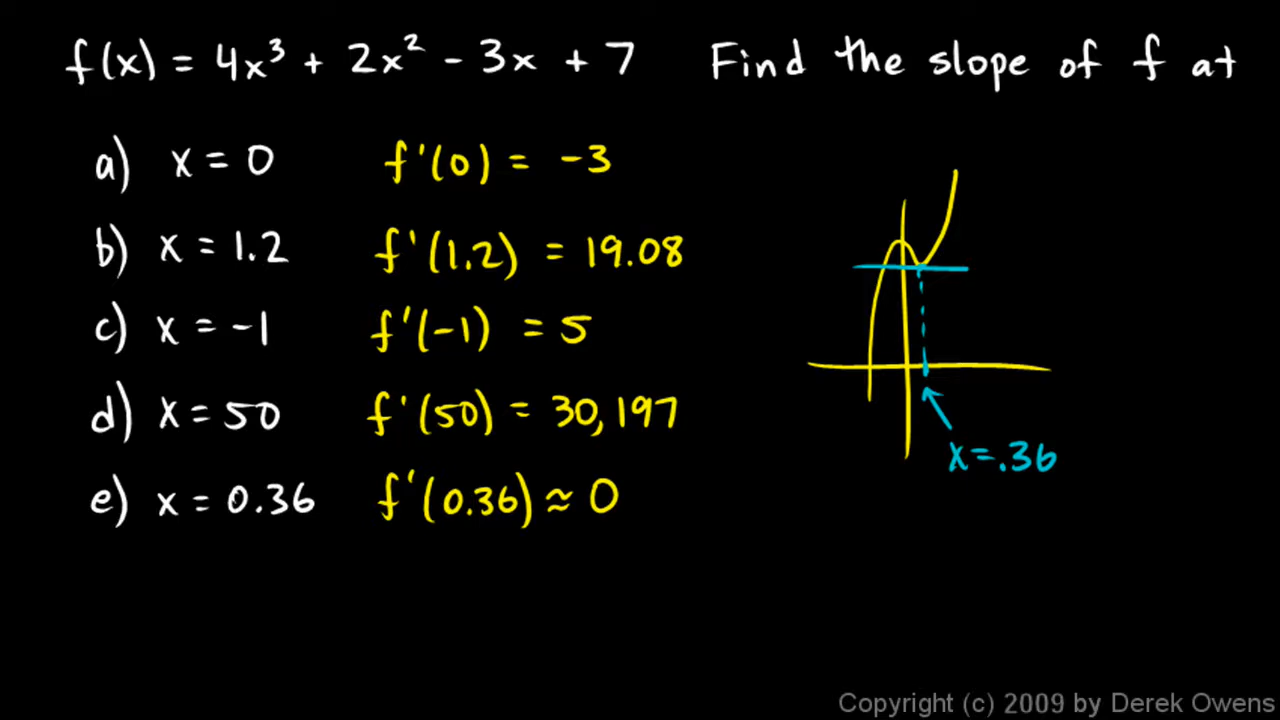 f(x) = 4x³ + 2x² - 3x + 7 Find the slope of f at
a) x = 0 f'(0) = -3
b) x = 1.2 f'(1.2) = 19.08
c) x = -1 f'(-1) = 5
d) x = 50 f'(50) = 30,197
e) x = 0.36 f'(0.36) ≈ 0
x=.36
Copyright (c) 2009 by Derek Owens